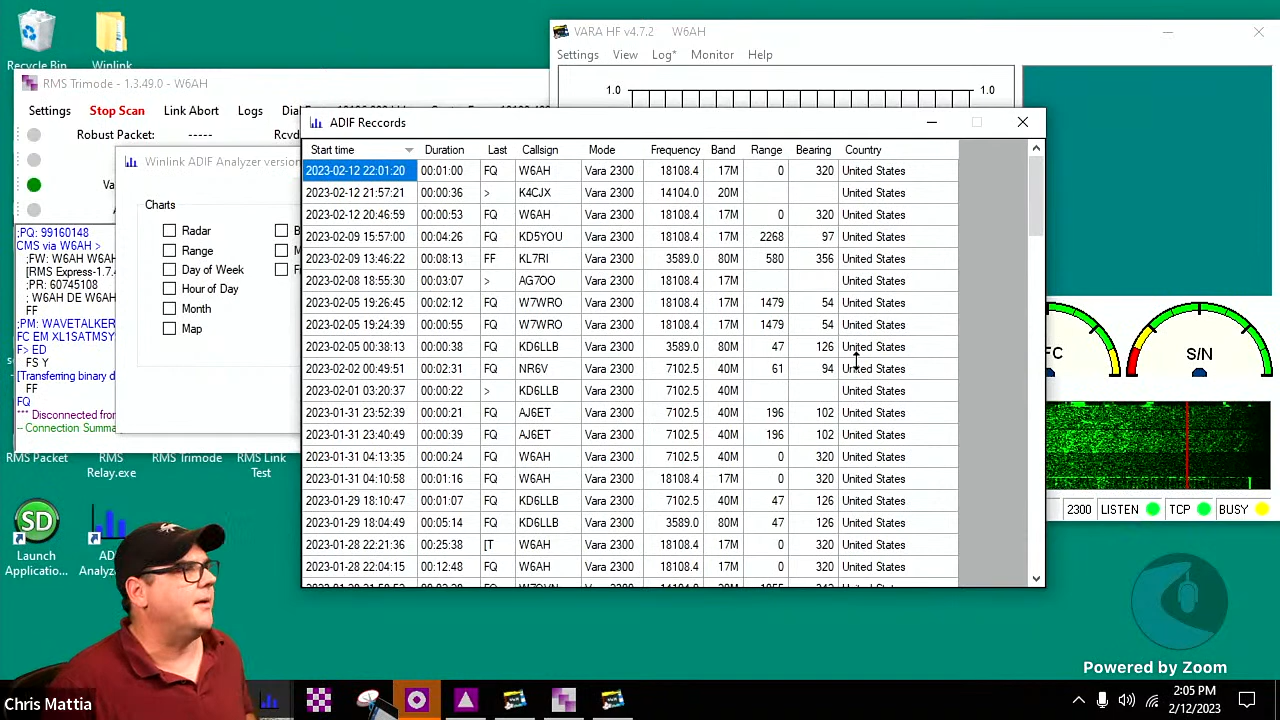 Recycle Bin
Winlink
VARA HF v4.7.2 W6AH
Settings View Log* Monitor Help
1.0 1.0
RMS Trimode - 1.3.49.0 - W6AH
Settings Stop Scan Link Abort Logs
Robust Packet: -----
Winlink ADIF Analyzer
Charts
Radar
Range
Day of Week
Hour of Day
Month
Map
;PQ: 99160148
CMS via W6AH >
;FW: W6AH
[RMS Express-1.7.4
;PR: 60745108
; W6AH DE W6AH
FF
;PM: WAVETALKER
FC EM XL1SATMSY
F> ED
FS Y
[Transferring binary
FF
FQ
*** Disconnected from
ADIF Reccords
Start time Duration Last Callsign Mode Frequency Band Range Bearing Country
2023-02-12 22:01:20 00:01:00 FQ W6AH Vara 2300 18108.4 17M 0 320 United States
2023-02-12 21:57:21 00:00:36 > K4CJX Vara 2300 14104.0 20M United States
2023-02-12 20:46:59 00:00:53 FQ W6AH Vara 2300 18108.4 17M 0 320 United States
2023-02-09 15:57:00 00:04:26 FQ KD5YOU Vara 2300 18108.4 17M 2268 97 United States
2023-02-09 13:46:22 00:08:13 FF KL7RI Vara 2300 3589.0 80M 580 356 United States
2023-02-08 18:55:30 00:03:07 > AG7OO Vara 2300 18108.4 17M United States
2023-02-05 19:26:45 00:02:12 FQ W7WRO Vara 2300 18108.4 17M 1479 54 United States
2023-02-05 19:24:39 00:00:55 FQ W7WRO Vara 2300 18108.4 17M 1479 54 United States
2023-02-05 00:38:13 00:00:38 FQ KD6LLB Vara 2300 3589.0 80M 47 126 United States
2023-02-02 00:49:51 00:02:31 FQ NR6V Vara 2300 7102.5 40M 61 94 United States
2023-02-01 03:20:37 00:00:22 > KD6LLB Vara 2300 7102.5 40M United States
2023-01-31 23:52:39 00:00:21 FQ AJ6ET Vara 2300 7102.5 40M 196 102 United States
2023-01-31 23:40:49 00:00:39 FQ AJ6ET Vara 2300 7102.5 40M 196 102 United States
2023-01-31 04:13:35 00:00:24 FQ W6AH Vara 2300 7102.5 40M 0 320 United States
2023-01-31 04:10:58 00:01:16 FQ W6AH Vara 2300 18108.4 17M 0 320 United States
2023-01-29 18:10:47 00:01:07 FQ KD6LLB Vara 2300 7102.5 40M 47 126 United States
2023-01-29 18:04:49 00:05:14 FQ KD6LLB Vara 2300 3589.0 80M 47 126 United States
2023-01-28 22:21:36 00:25:38 [T W6AH Vara 2300 18108.4 17M 0 320 United States
2023-01-28 22:04:15 00:12:48 FQ W6AH Vara 2300 18108.4 17M 0 320 United States
S/N
2300 LISTEN TCP BUSY
RMS Packet
RMS Relay.exe
RMS Trimode
RMS Link Test
SD
Launch Applicatio...
Powered by Zoom
Chris Mattia
2:05 PM
2/12/2023